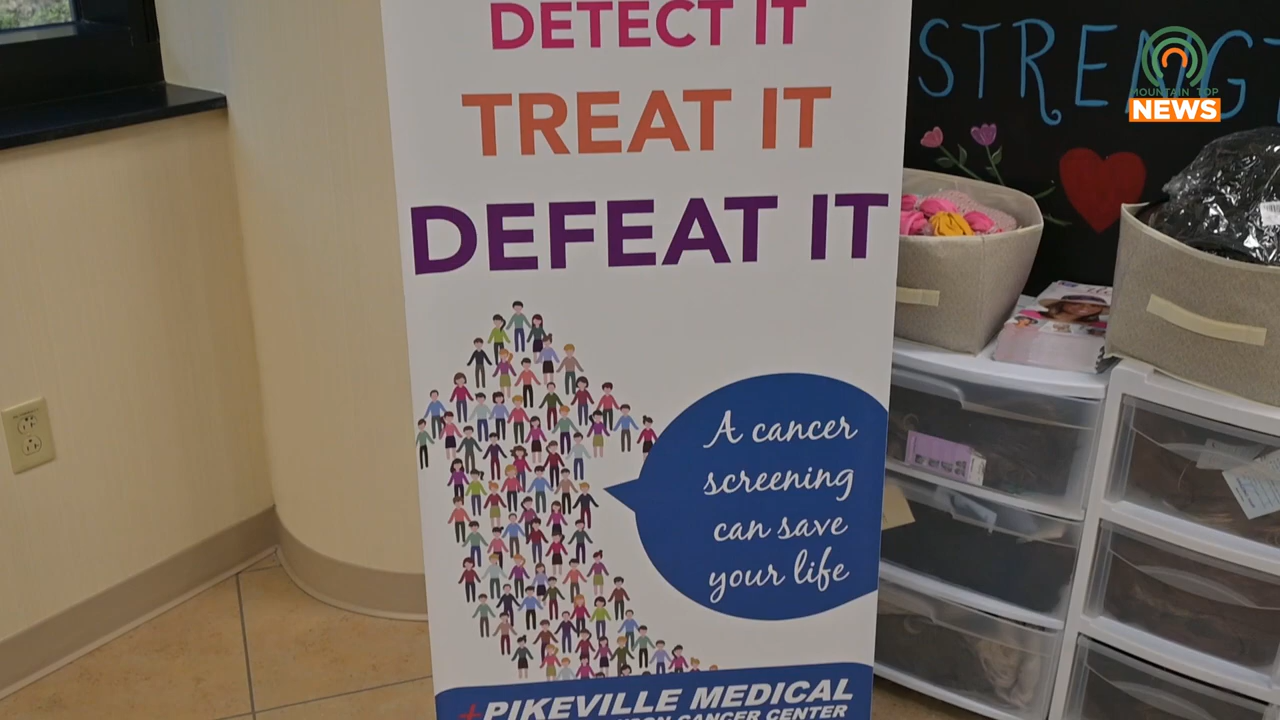 DETECT IT
TREAT IT
DEFEAT IT
A cancer
screening
can save
your life
PIKEVILLE MEDICAL
CANCER CENTER
STRENGT
MOUNTAIN TOP
NEWS